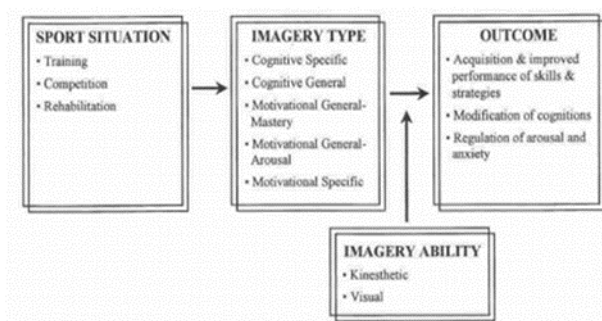 SPORT SITUATION
• Training
• Competition
• Rehabilitation
IMAGERY TYPE
• Cognitive Specific
• Cognitive General
• Motivational General-
Mastery
• Motivational General-
Arousal
• Motivational Specific
OUTCOME
• Acquisition & improved
performance of skills &
strategies
• Modification of cognitions
• Regulation of arousal and
anxiety
IMAGERY ABILITY
• Kinesthetic
• Visual